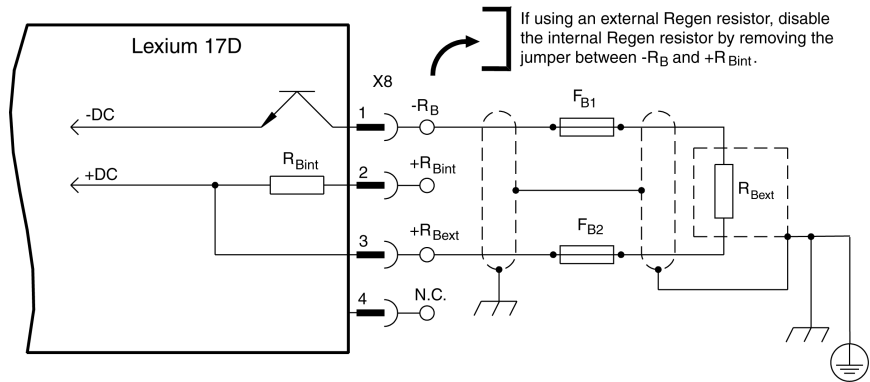 If using an external Regen resistor, disable
the internal Regen resistor by removing the
jumper between -RB and +RBint.
Lexium 17D
X8
FB1
-DC
1
-RB
+DC
RBint
2
+RBint
RBext
FB2
3
+RBext
4
N.C.